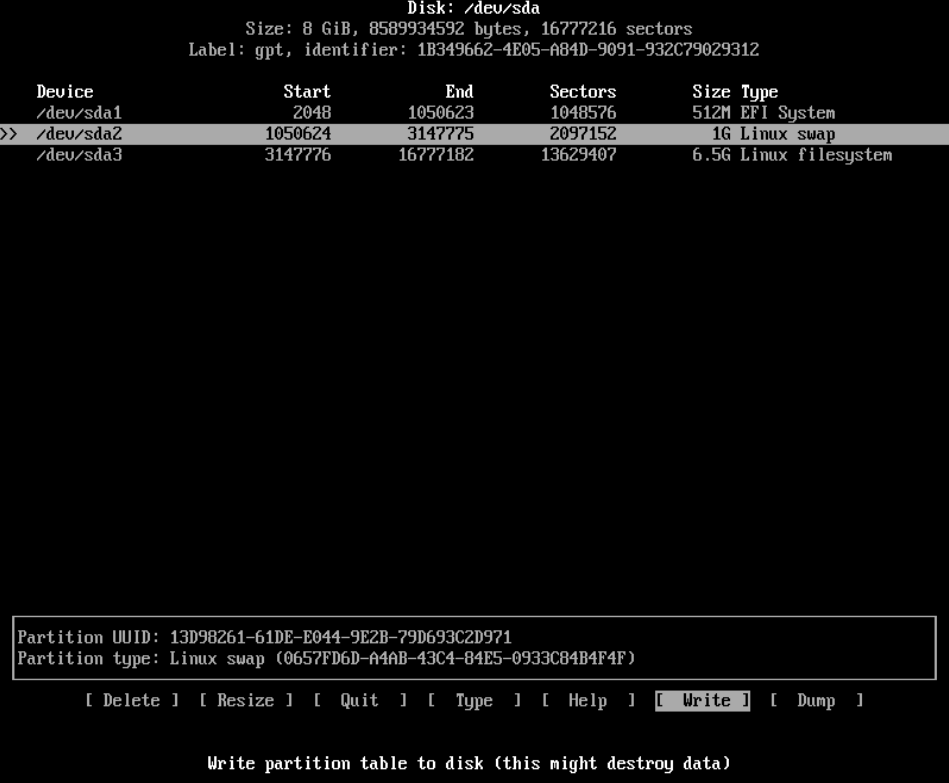 Disk: /dev/sda
Size: 8 GiB, 8589934592 bytes, 16777216 sectors
Label: gpt, identifier: 1B349662-4E05-A84D-9091-932C79029312
Device Start End Sectors Size Type
/dev/sda1 2048 1050623 1048576 512M EFI System
>> /dev/sda2 1050624 3147775 2097152 1G Linux swap
/dev/sda3 3147776 16777182 13629407 6.5G Linux filesystem
Partition UUID: 13D98261-61DE-E044-9E2B-79D693C2D971
Partition type: Linux swap (0657FD6D-A4AB-43C4-84E5-0933C84B4F4F)
[ Delete ] [ Resize ] [ Quit ] [ Type ] [ Help ] [ Write ] [ Dump ]
Write partition table to disk (this might destroy data)